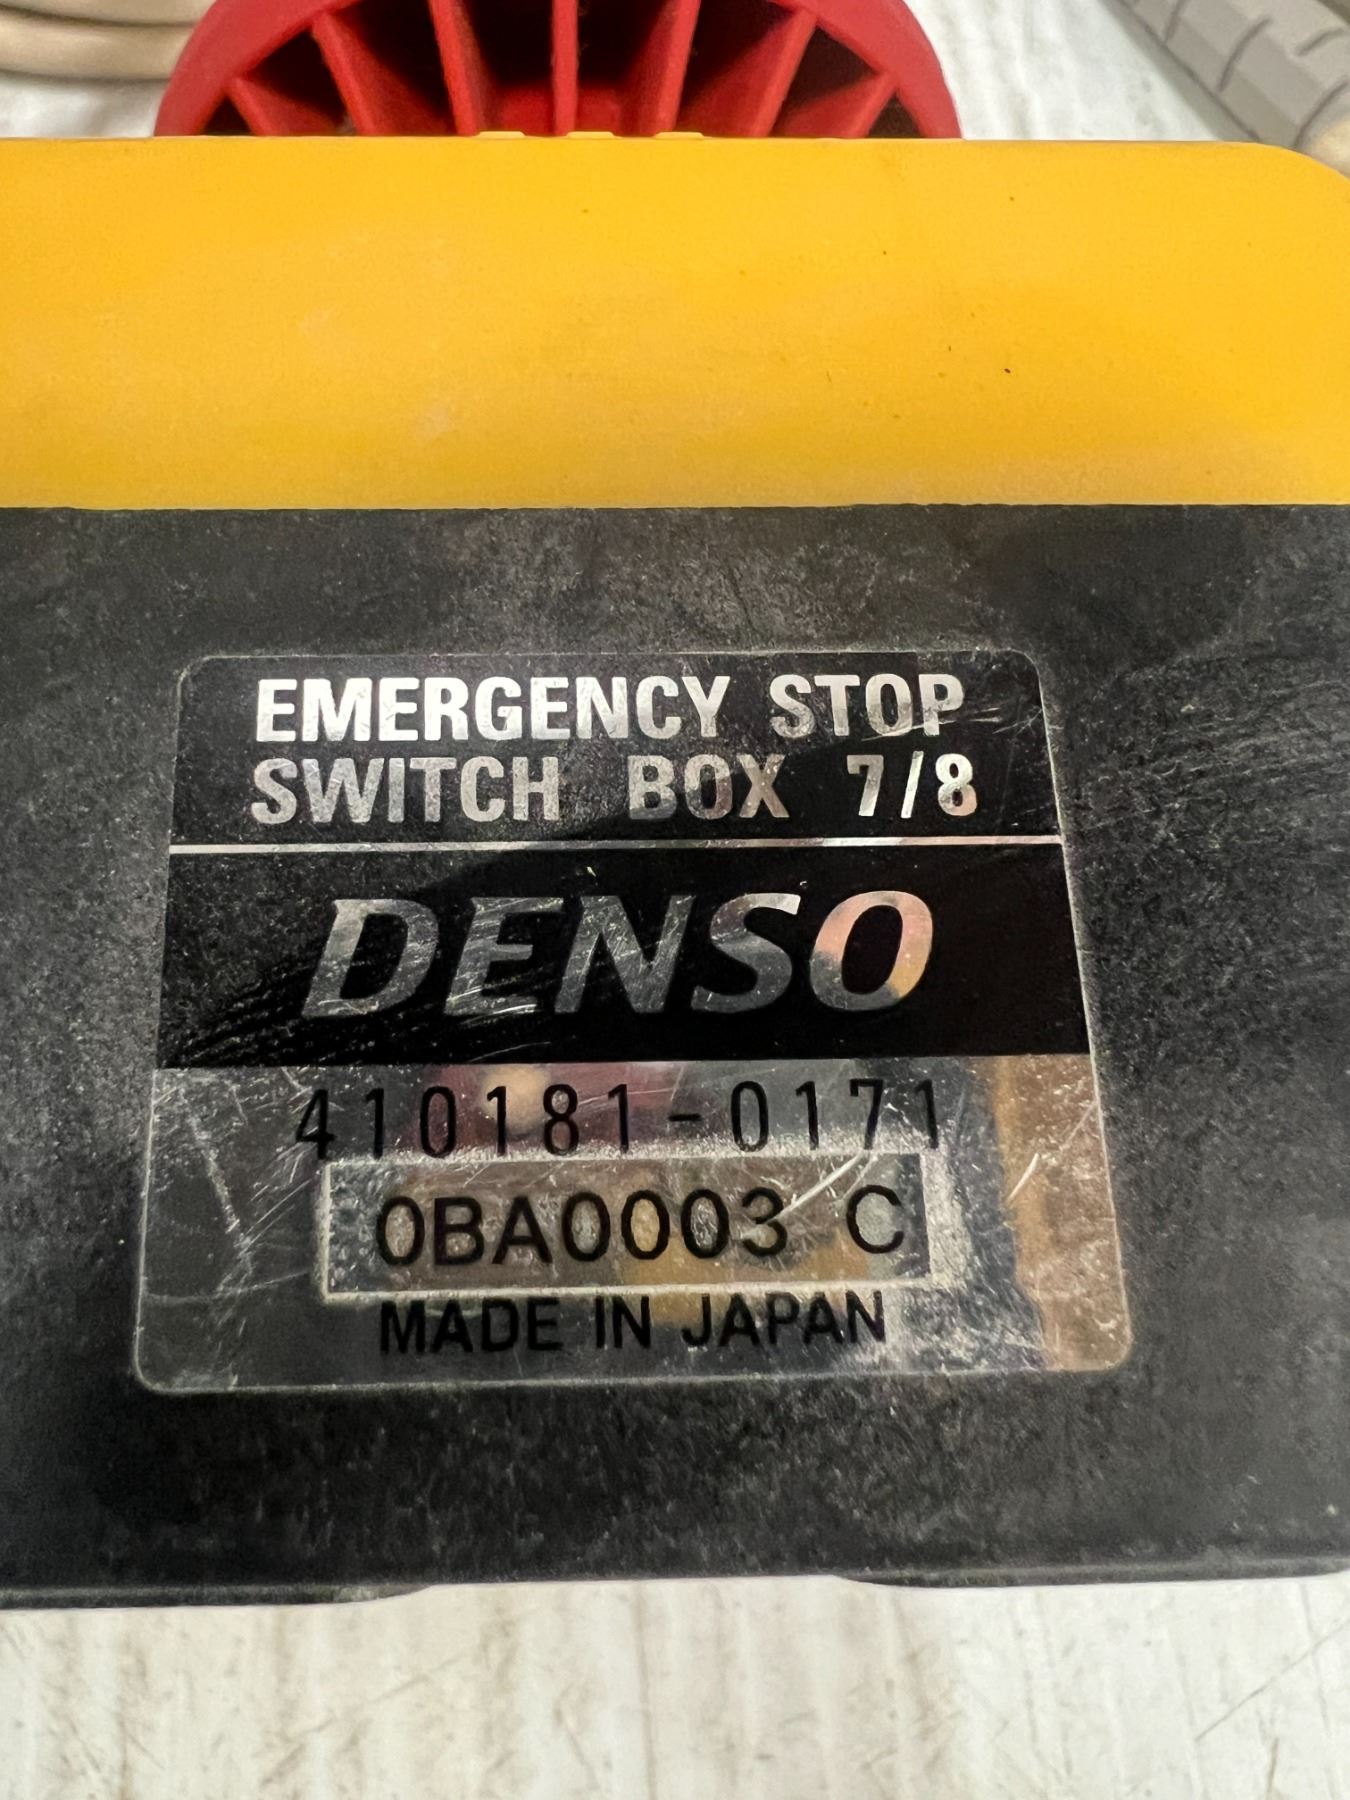 EMERGENCY STOP
SWITCH BOX 7/8
DENSO
410181-0171
0BA0003 C
MADE IN JAPAN